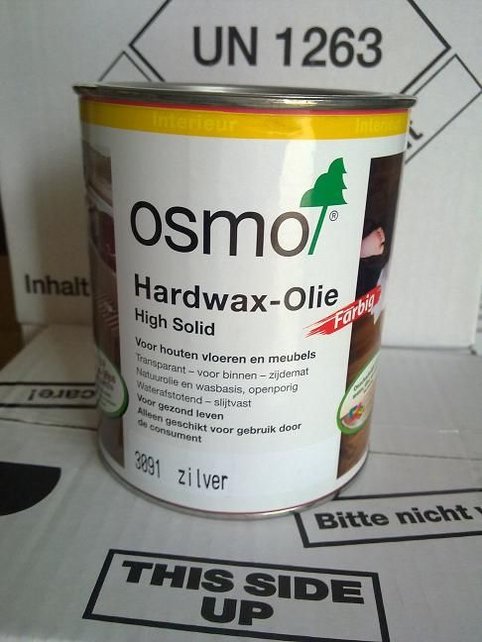 UN 1263
Interieur
Interieur
osmo®
Hardwax-Olie
High Solid
Farbig
Voor houten vloeren en meubels
Transparant – voor binnen – zijdemat
Natuurolie en wasbasis, openporig
Waterafstotend – slijtvast
Voor gezond leven
Alleen geschikt voor gebruik door
de consument
3091 zilver
Inhalt
care!
Bitte nicht
THIS SIDE
UP